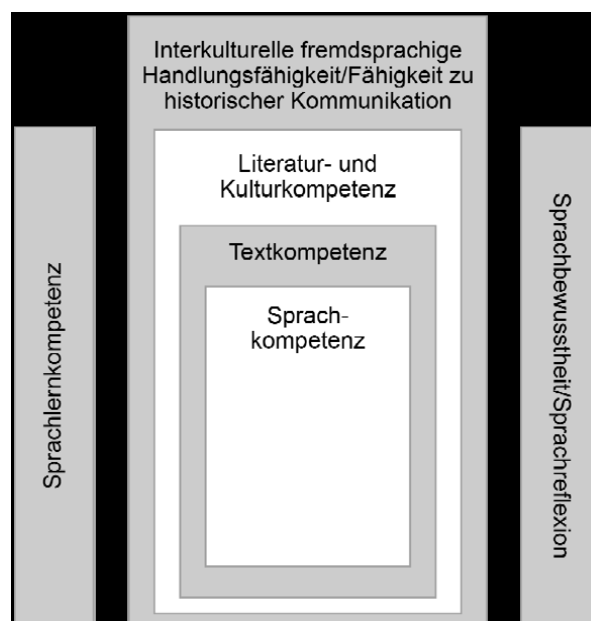 Interkulturelle fremdsprachige
Handlungsfähigkeit/Fähigkeit zu
historischer Kommunikation
Literatur- und
Kulturkompetenz
Textkompetenz
Sprach-
kompetenz
Sprachlernkompetenz
Sprachbewusstheit/Sprachreflexion